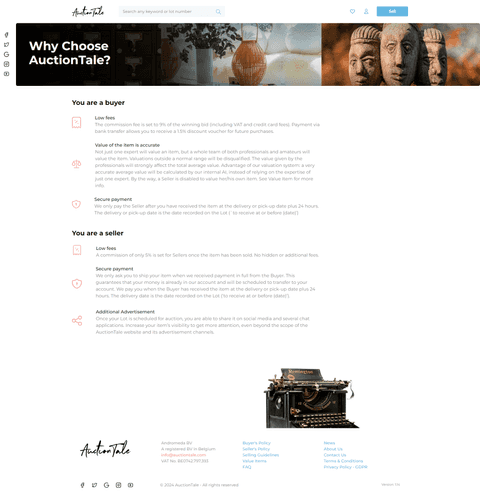 AuctionTale
Search any keyword or lot number
Sell
Why Choose
AuctionTale?
You are a buyer
Low fees
The commission fee is set to 9% of the winning bid (including VAT and credit card fees). Payment via
bank transfer allows you to receive a 1.5% discount voucher for future purchases.
Value of the item is accurate
Not just one expert will value an item, but a whole team of both professionals and amateurs will
value the item. Valuations outside a normal range will be disqualified. The value given by the
professionals will strongly affect the total average value. Advantage of our valuation system: a very
accurate average value will be calculated by our internal AI, instead of relying on the expertise of
just one expert. By the way, a Seller is disabled to value his/her own item. See Value Item for more
info.
Secure payment
We only pay the Seller after you have received the item at the delivery or pick-up date plus 24 hours.
The delivery or pick-up date is the date recorded on the Lot (' to receive at or before [date]').
You are a seller
Low fees
A commission of only 5% is set for Sellers once the item has been sold. No hidden or additional fees.
Secure payment
We only ask you to ship your item when we received payment in full from the Buyer. This
guarantees that your money is already in our account and will be scheduled to transfer to your
account. We pay you when the Buyer has received the item at the delivery or pick-up date plus 24
hours. The delivery date is the date recorded on the Lot ('to receive at or before [date]').
Additional Advertisement
Once your Lot is scheduled for auction, you are able to share it on social media and several chat
applications. Increase your item's visibility to get more attention, even beyond the scope of the
AuctionTale website and its advertisement channels.
Remington
AuctionTale
Andromeda BV
A registered BV in Belgium
info@auctiontale.com
Buyer's Policy
Sellers Policy
Selling Guidelines
Value Items
FAQ
News
About Us
Contact Us
Terms & Conditions
Privacy Policy - GDPR
© 2024 AuctionTale - All rights reserved